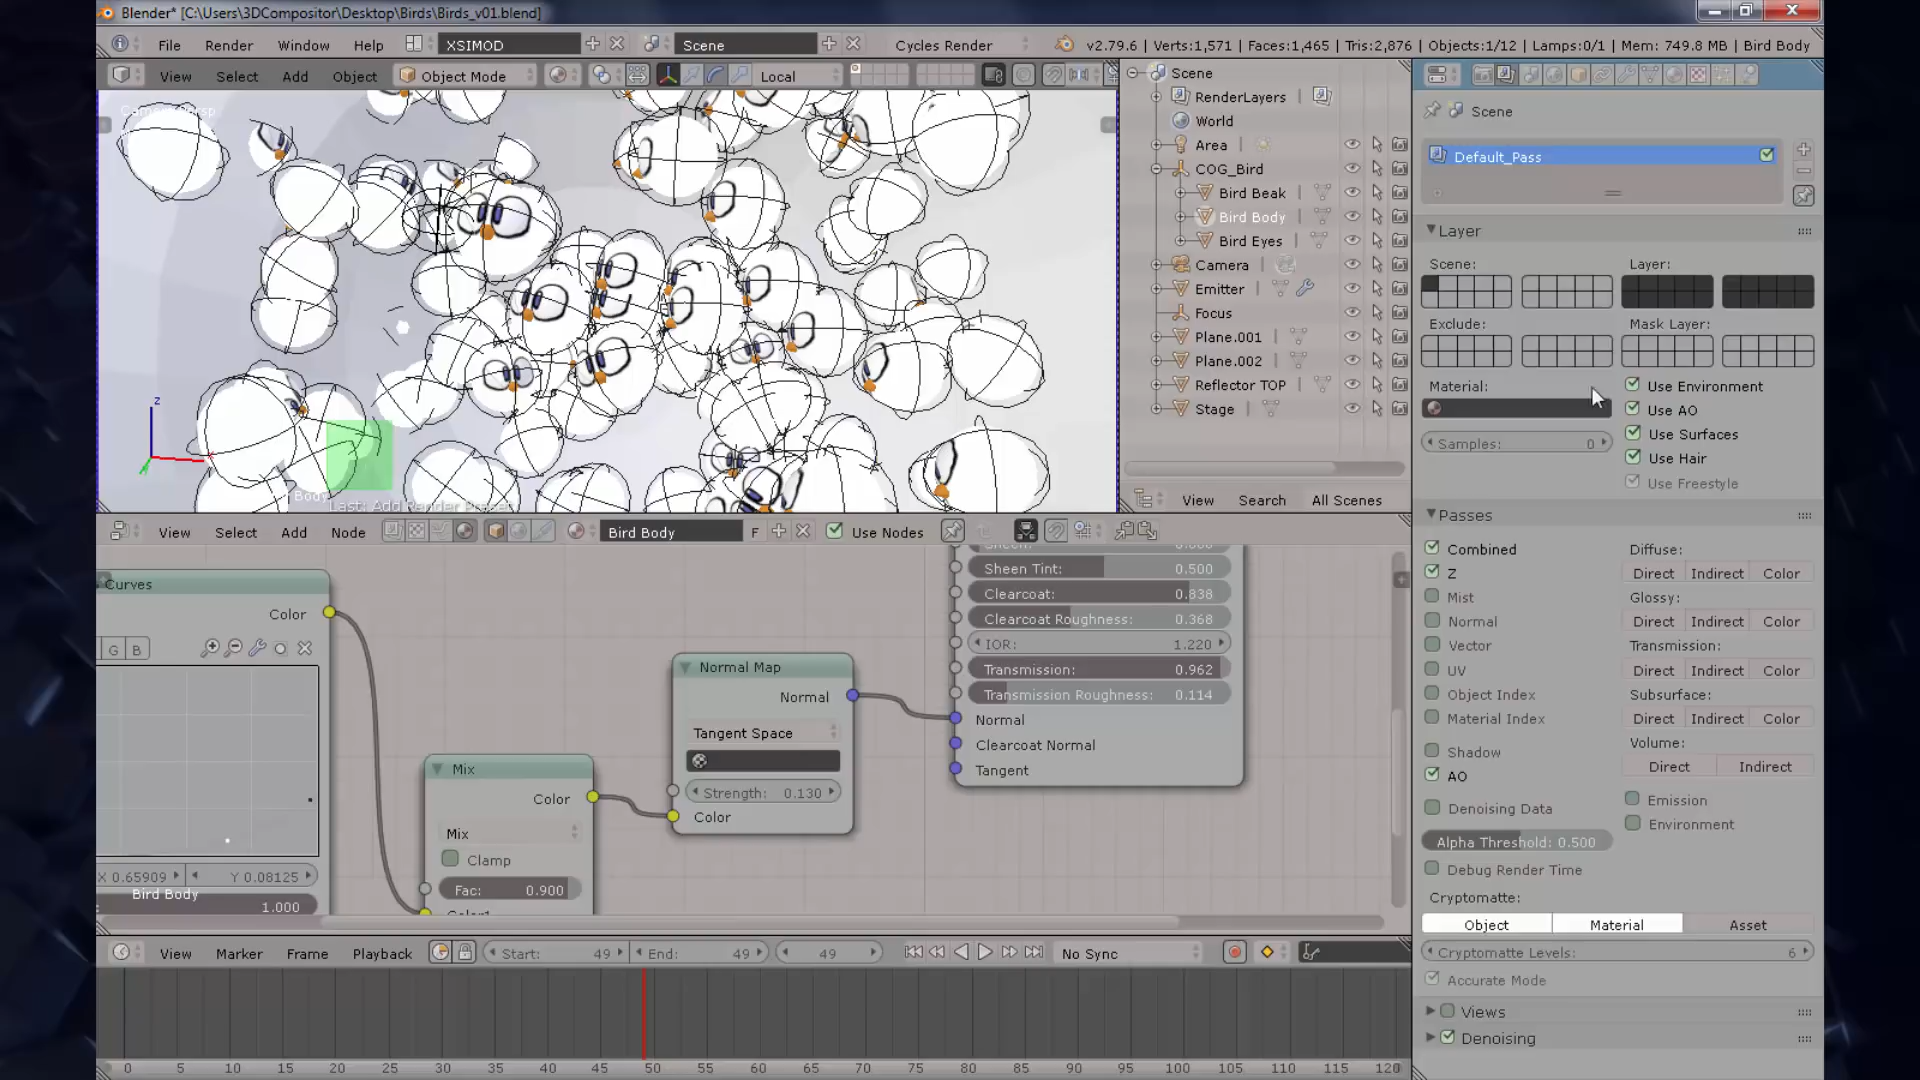 Blender* [C:\Users\3DCompositor\Desktop\Birds\Birds_v01.blend]
File Render Window Help XSIMOD Scene Cycles Render v2.79.6 | Verts:1,571 | Faces:1,465 | Tris:2,876 | Objects:1/12 | Lamps:0/1 | Mem: 749.8 MB | Bird Body
View Select Add Object Object Mode Local
Scene
RenderLayers
World
Area
COG_Bird
Bird Beak
Bird Body
Bird Eyes
Camera
Emitter
Focus
Plane.001
Plane.002
Reflector TOP
Stage
View Search All Scenes
z
Last: Add Render Preset
Scene
Default_Pass
Layer
Scene: Layer:
Exclude: Mask Layer:
Material: Use Environment
Use AO
Samples: 0 Use Surfaces
Use Hair
Use Freestyle
Passes
Combined Diffuse:
Z Direct Indirect Color
Mist Glossy:
Normal Direct Indirect Color
Vector Transmission:
UV Direct Indirect Color
Object Index Subsurface:
Material Index Direct Indirect Color
Shadow Volume:
AO Direct Indirect
Denoising Data Emission
Environment
Alpha Threshold: 0.500
Debug Render Time
Cryptomatte:
Object Material Asset
Cryptomatte Levels: 6
Accurate Mode
Views
Denoising
View Select Add Node Bird Body F Use Nodes
Curves
Color
G B
X 0.65909 Y 0.08125
Bird Body
1.000
Mix
Color
Mix
Clamp
Fac: 0.900
Color1
Normal Map
Normal
Tangent Space
Strength: 0.130
Color
Sheen Tint: 0.500
Clearcoat: 0.838
Clearcoat Roughness: 0.368
IOR: 1.220
Transmission: 0.962
Transmission Roughness: 0.114
Normal
Clearcoat Normal
Tangent
View Marker Frame Playback Start: 49 End: 49 49 No Sync
0 5 10 15 20 25 30 35 40 45 50 55 60 65 70 75 80 85 90 95 100 105 110 115 120